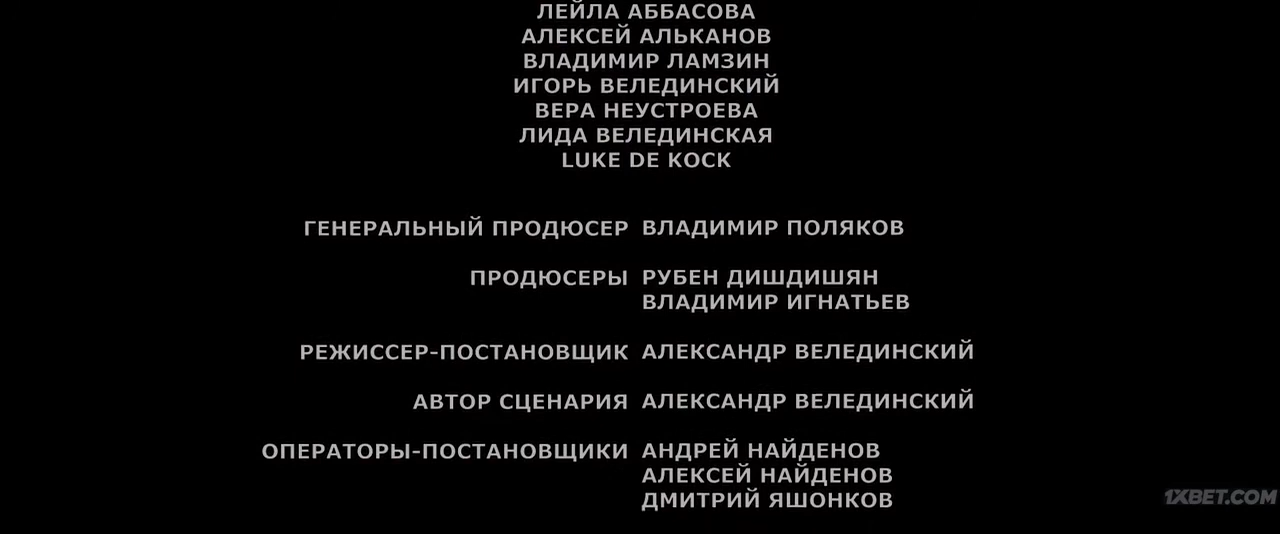 ЛЕЙЛА АББАСОВА
АЛЕКСЕЙ АЛЬКАНОВ
ВЛАДИМИР ЛАМЗИН
ИГОРЬ ВЕЛЕДИНСКИЙ
ВЕРА НЕУСТРОЕВА
ЛИДА ВЕЛЕДИНСКАЯ
LUKE DE KOCK
ГЕНЕРАЛЬНЫЙ ПРОДЮСЕР ВЛАДИМИР ПОЛЯКОВ
ПРОДЮСЕРЫ РУБЕН ДИШДИШЯН
ВЛАДИМИР ИГНАТЬЕВ
РЕЖИССЕР-ПОСТАНОВЩИК АЛЕКСАНДР ВЕЛЕДИНСКИЙ
АВТОР СЦЕНАРИЯ АЛЕКСАНДР ВЕЛЕДИНСКИЙ
ОПЕРАТОРЫ-ПОСТАНОВЩИКИ АНДРЕЙ НАЙДЕНОВ
АЛЕКСЕЙ НАЙДЕНОВ
ДМИТРИЙ ЯШОНКОВ
1XBET.COM